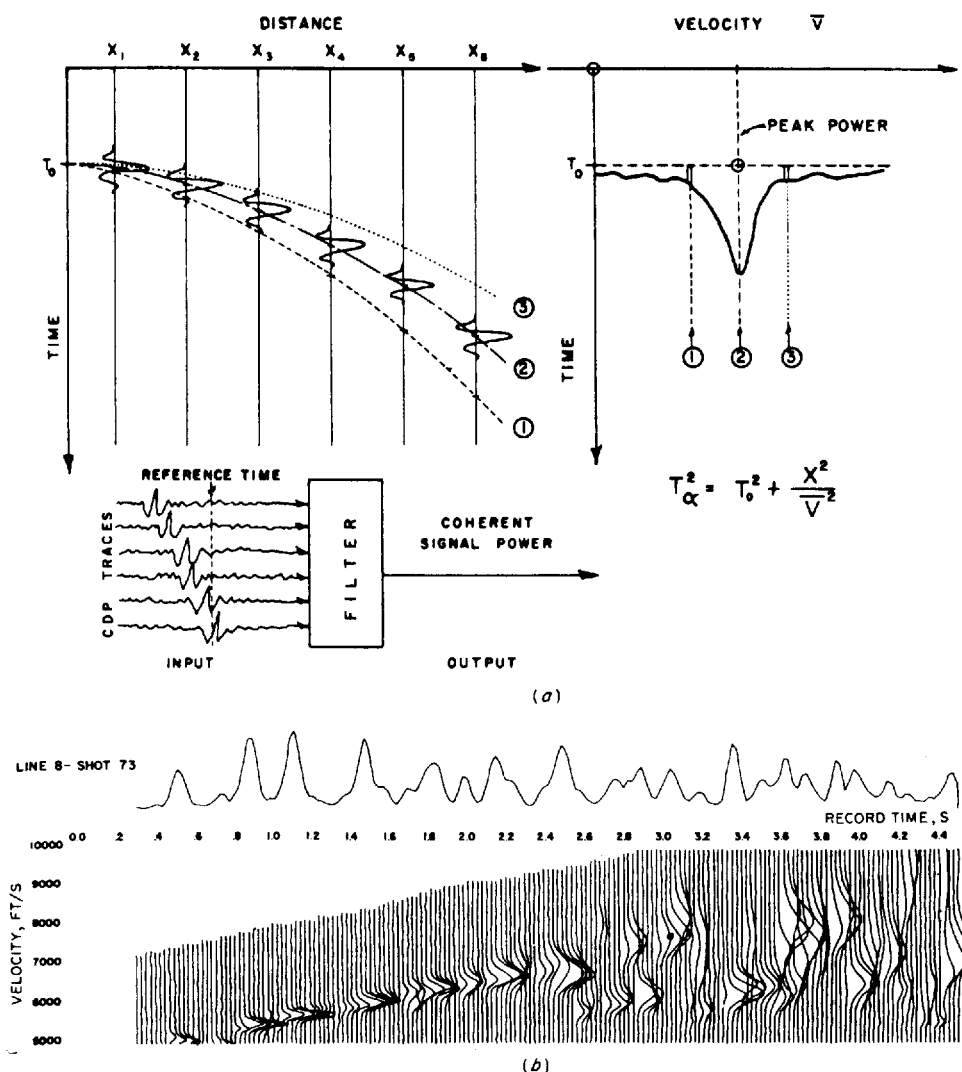 DISTANCE
X1 X2 X3 X4 X5 X6
VELOCITY V̅
PEAK POWER
T0
T0
TIME
TIME
③
②
①
① ② ③
T²α = T0² + X²/V̅²
REFERENCE TIME
CDP TRACES
FILTER
COHERENT
SIGNAL POWER
INPUT
OUTPUT
(a)
LINE 8 - SHOT 73
RECORD TIME, S
0.0 .2 .4 .6 .8 1.0 1.2 1.4 1.6 1.8 2.0 2.2 2.4 2.6 2.8 3.0 3.2 3.4 3.6 3.8 4.0 4.2 4.4
VELOCITY, FT/S
10000
9000
8000
7000
6000
5000
(b)